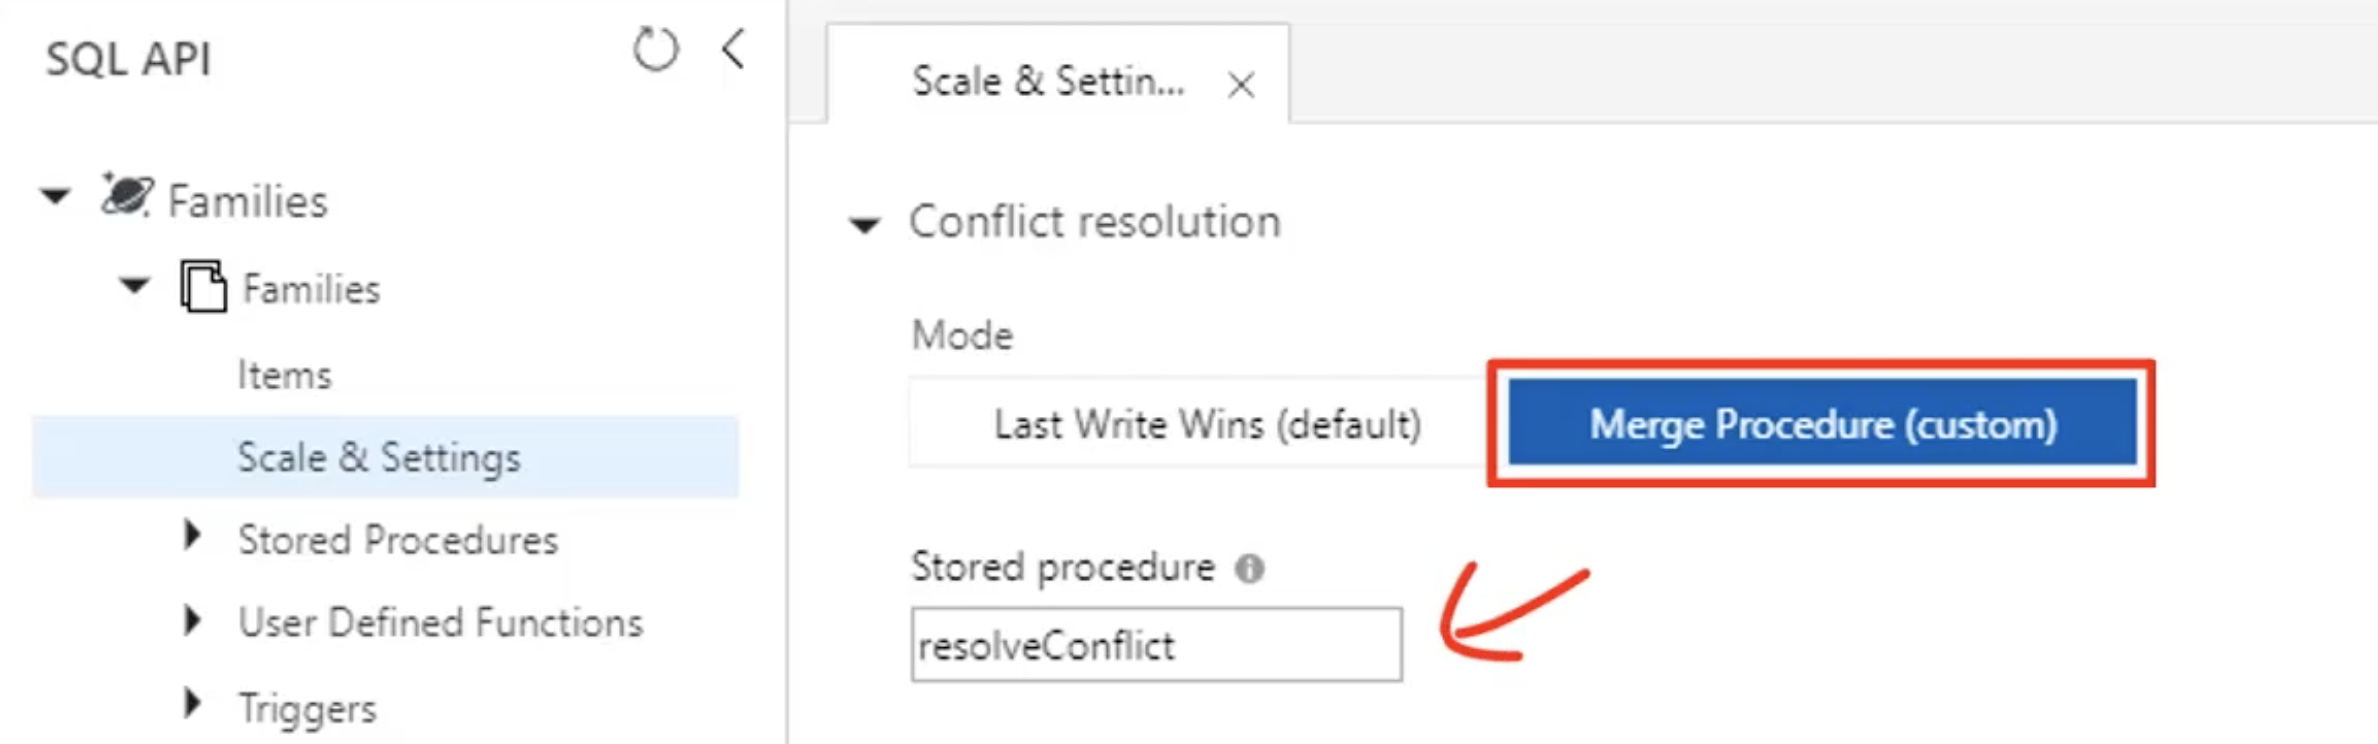 SQL API
Families
Families
Items
Scale & Settings
Stored Procedures
User Defined Functions
Triggers
Scale & Settin...
Conflict resolution
Mode
Last Write Wins (default)
Merge Procedure (custom)
Stored procedure
resolveConflict